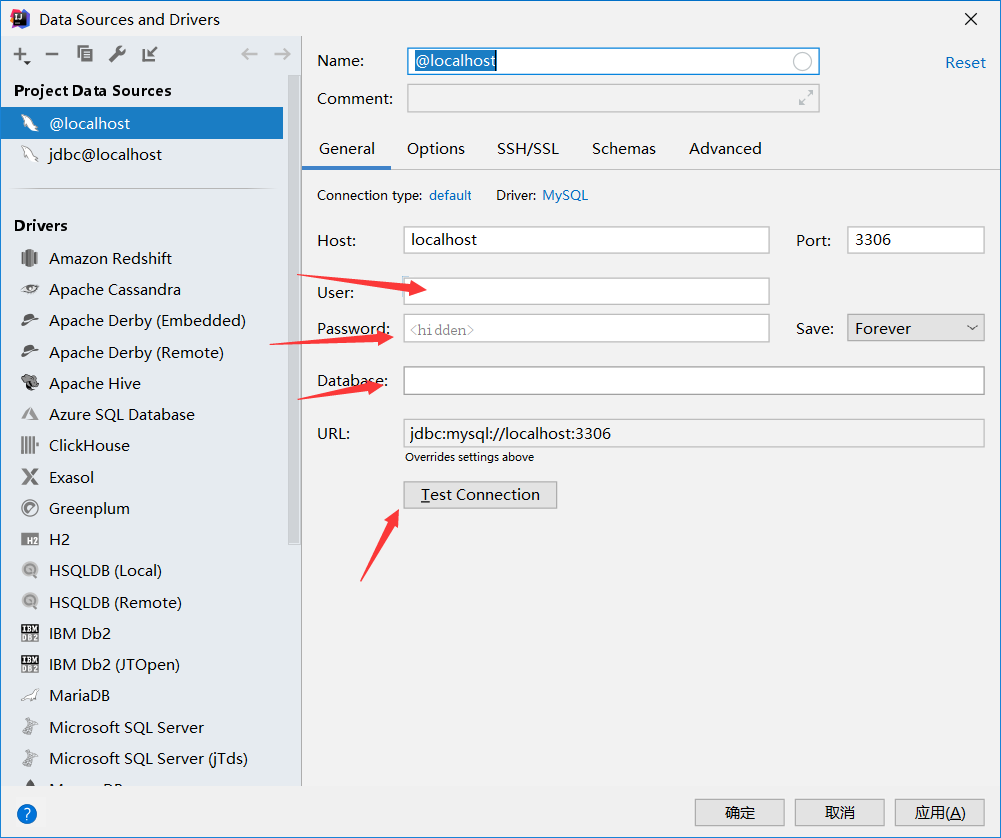 Data Sources and Drivers
Project Data Sources
@localhost
jdbc@localhost
Drivers
Amazon Redshift
Apache Cassandra
Apache Derby (Embedded)
Apache Derby (Remote)
Apache Hive
Azure SQL Database
ClickHouse
Exasol
Greenplum
H2
HSQLDB (Local)
HSQLDB (Remote)
IBM Db2
IBM Db2 (JTOpen)
MariaDB
Microsoft SQL Server
Microsoft SQL Server (jTds)
Name: @localhost
Reset
Comment:
General Options SSH/SSL Schemas Advanced
Connection type: default Driver: MySQL
Host: localhost Port: 3306
User:
Password: <hidden> Save: Forever
Database:
URL: jdbc:mysql://localhost:3306
Overrides settings above
Test Connection
? 确定 取消 应用(A)